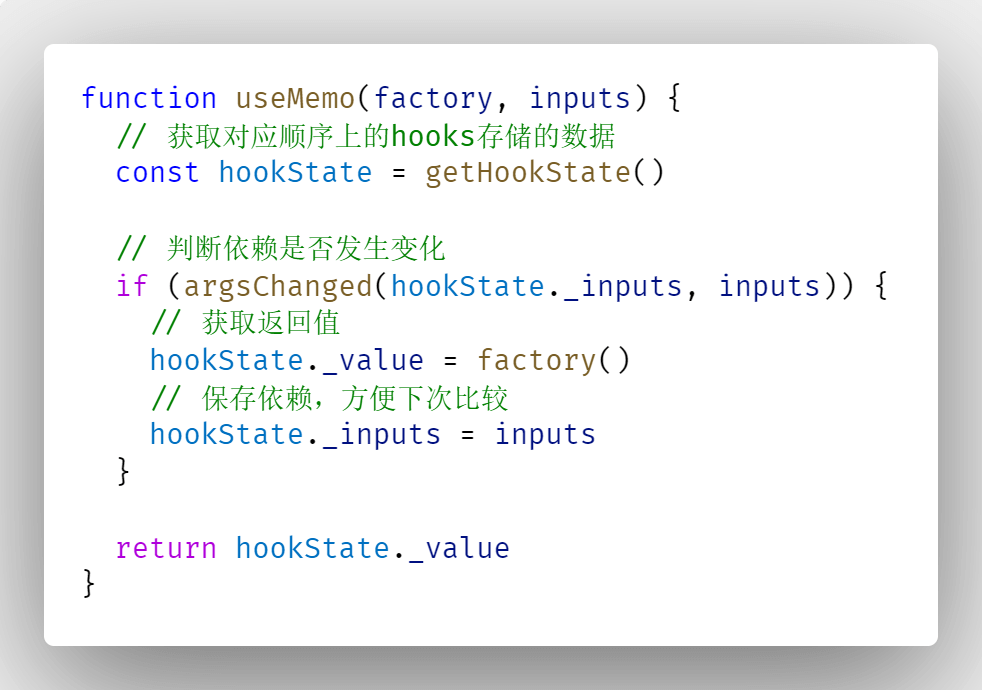 function useMemo(factory, inputs) {
  // 获取对应顺序上的hooks存储的数据
  const hookState = getHookState()

  // 判断依赖是否发生变化
  if (argsChanged(hookState._inputs, inputs)) {
    // 获取返回值
    hookState._value = factory()
    // 保存依赖，方便下次比较
    hookState._inputs = inputs
  }

  return hookState._value
}